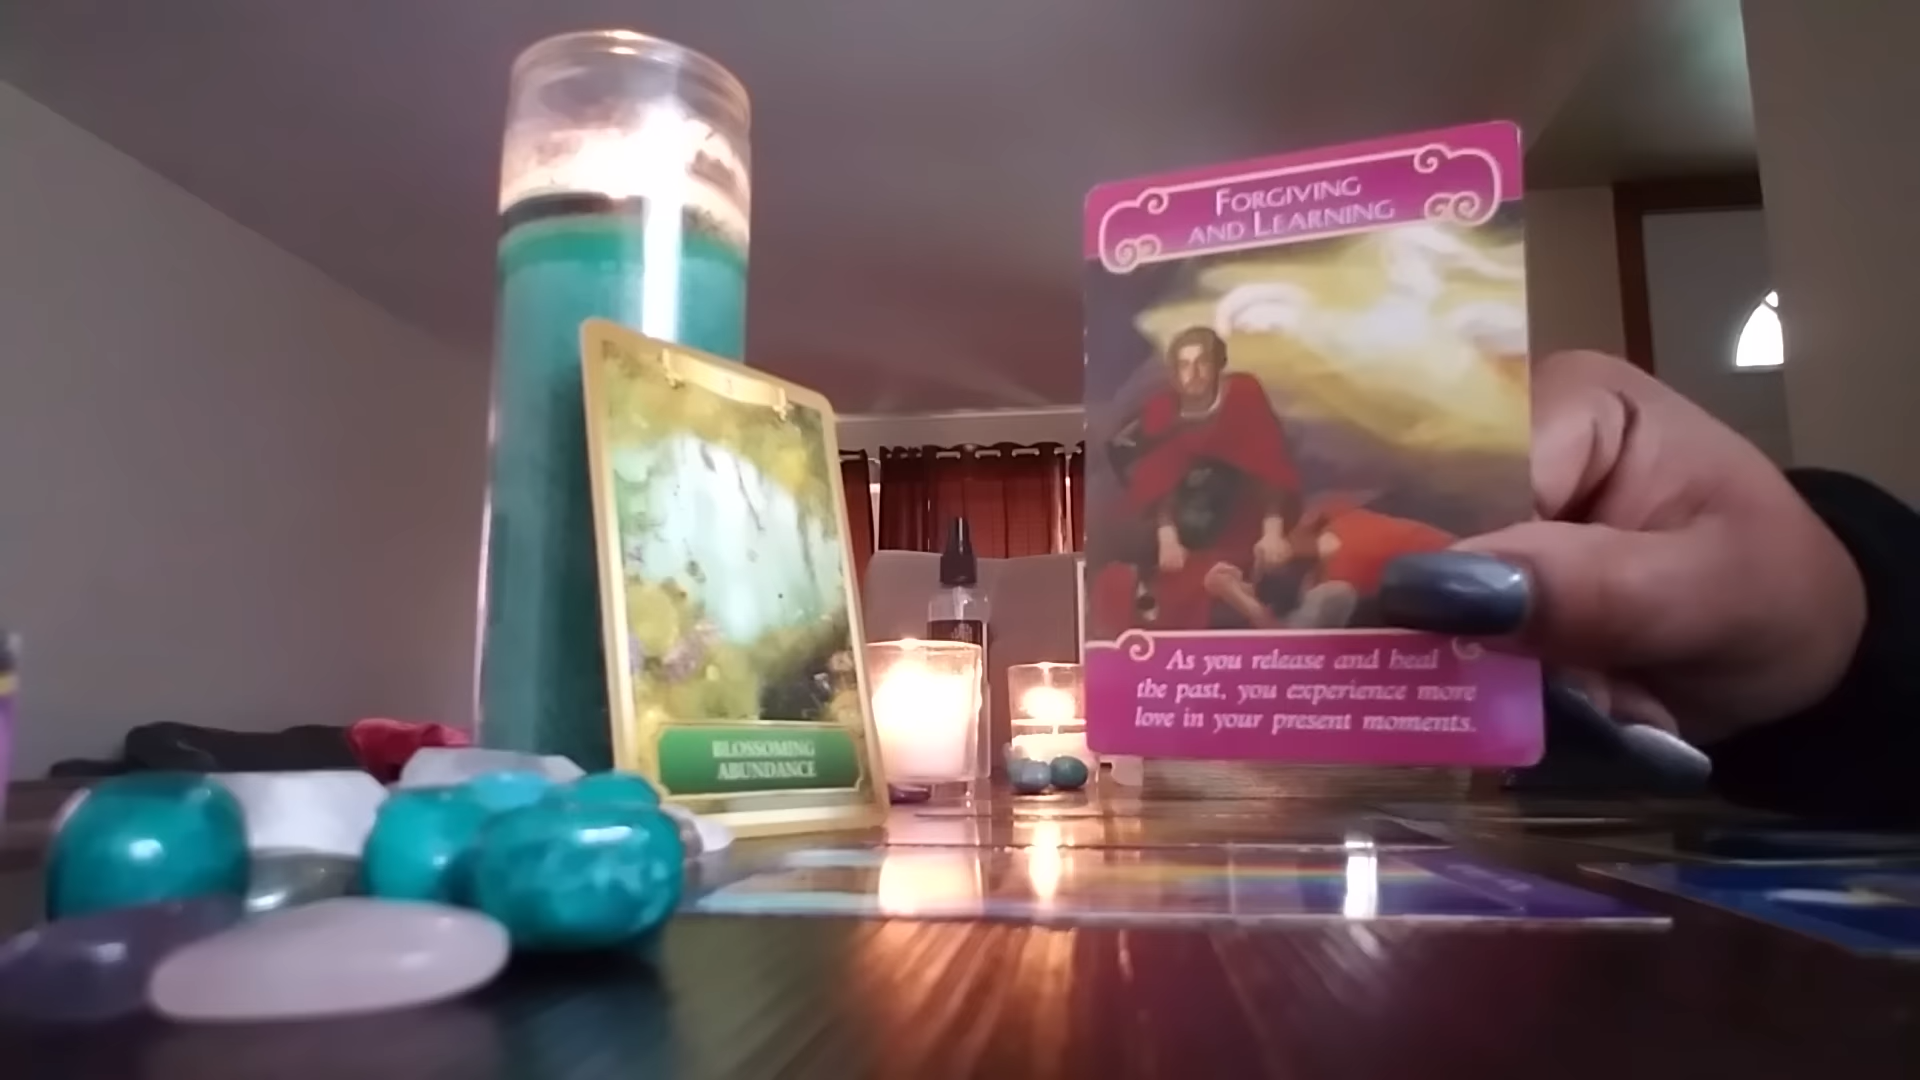 FORGIVING
AND LEARNING
As you release and heal
the past, you experience more
love in your present moments.
BLOSSOMING
ABUNDANCE